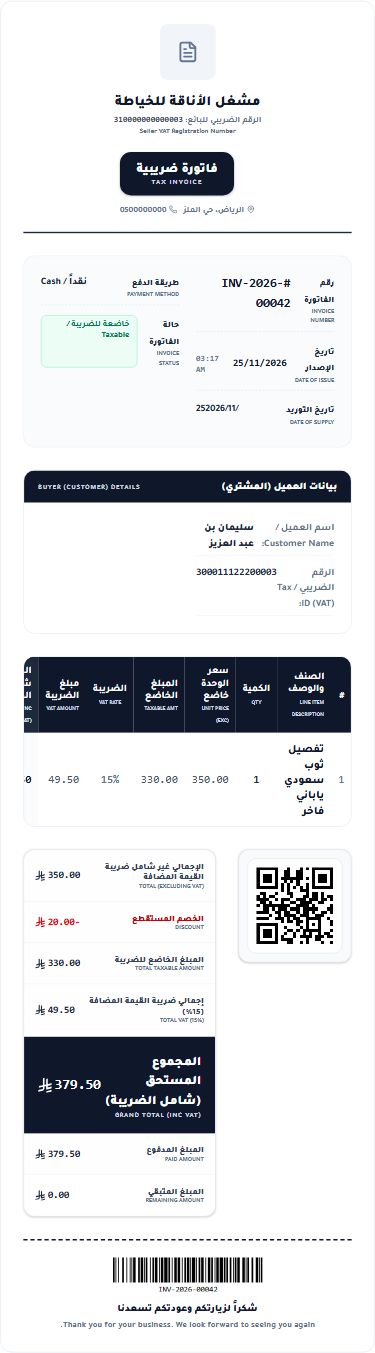 مشغل الأناقة للخياطة
الرقم الضريبي للبائع: 310000000000003
Seller VAT Registration Number
فاتورة ضريبية
TAX INVOICE
الرياض، حي الملز 0500000000
رقم الفاتورة
INVOICE NUMBER
INV-2026-#
00042
تاريخ الإصدار
DATE OF ISSUE
25/11/2026
03:17 AM
تاريخ التوريد
DATE OF SUPPLY
252026/11/
طريقة الدفع
PAYMENT METHOD
نقداً / Cash
حالة الفاتورة
INVOICE STATUS
خاضعة للضريبة / Taxable
بيانات العميل (المشتري)
BUYER (CUSTOMER) DETAILS
اسم العميل / Customer Name:
سليمان بن عبد العزيز
الرقم الضريبي / Tax ID (VAT):
300011122200003
#
الصنف والوصف
LINE ITEM DESCRIPTION
الكمية
QTY
سعر الوحدة خاضع
UNIT PRICE (EXC)
المبلغ الخاضع
TAXABLE AMT
الضريبة
VAT RATE
مبلغ الضريبة
VAT AMOUNT
1
تفصيل ثوب سعودي ياباني فاخر
1
350.00
330.00
15%
49.50
الإجمالي غير شامل ضريبة القيمة المضافة
TOTAL (EXCLUDING VAT)
350.00
الخصم المستقطع
DISCOUNT
20.00-
المبلغ الخاضع للضريبة
TOTAL TAXABLE AMOUNT
330.00
إجمالي ضريبة القيمة المضافة (15%)
TOTAL VAT (15%)
49.50
المجموع المستحق (شامل الضريبة)
GRAND TOTAL (INC VAT)
379.50
المبلغ المدفوع
PAID AMOUNT
379.50
المبلغ المتبقي
REMAINING AMOUNT
0.00
INV-2026-00042
شكراً لزيارتكم وعودتكم تسعدنا
Thank you for your business. We look forward to seeing you again.